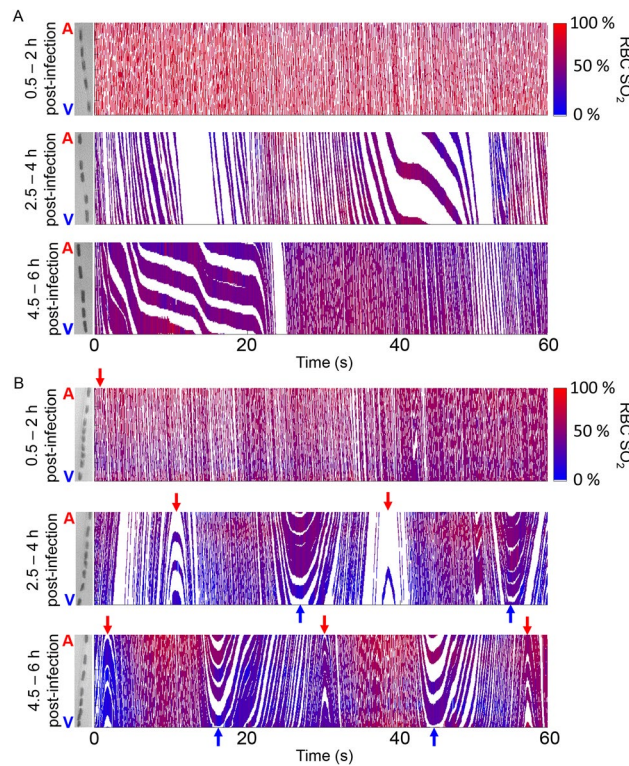 A
0.5 – 2 h
post-infection
A
V
100 %
50 %
0 %
RBC SO2
2.5 – 4 h
post-infection
A
V
4.5 – 6 h
post-infection
A
V
0 20 40 60
Time (s)
B
0.5 – 2 h
post-infection
A
V
100 %
50 %
0 %
RBC SO2
2.5 – 4 h
post-infection
A
V
4.5 – 6 h
post-infection
A
V
0 20 40 60
Time (s)